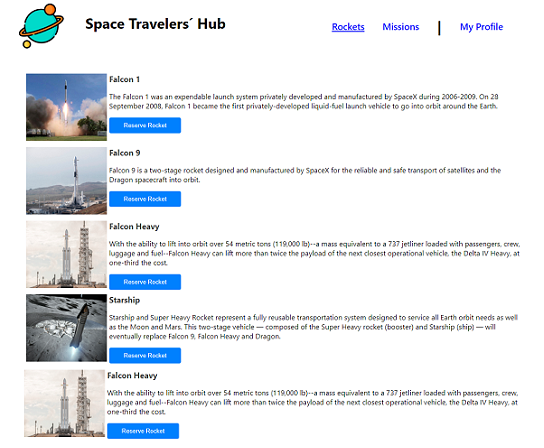 Space Travelers´ Hub
Rockets Missions | My Profile
Falcon 1
The Falcon 1 was an expendable launch system privately developed and manufactured by SpaceX during 2006-2009. On 28
September 2008, Falcon 1 became the first privately-developed liquid-fuel launch vehicle to go into orbit around the Earth.
Reserve Rocket
Falcon 9
Falcon 9 is a two-stage rocket designed and manufactured by SpaceX for the reliable and safe transport of satellites and the
Dragon spacecraft into orbit.
Reserve Rocket
Falcon Heavy
With the ability to lift into orbit over 54 metric tons (119,000 lb)--a mass equivalent to a 737 jetliner loaded with passengers, crew,
luggage and fuel--Falcon Heavy can lift more than twice the payload of the next closest operational vehicle, the Delta IV Heavy, at
one-third the cost.
Reserve Rocket
Starship
Starship and Super Heavy Rocket represent a fully reusable transportation system designed to service all Earth orbit needs as well
as the Moon and Mars. This two-stage vehicle — composed of the Super Heavy rocket (booster) and Starship (ship) — will
eventually replace Falcon 9, Falcon Heavy and Dragon.
Reserve Rocket
Falcon Heavy
With the ability to lift into orbit over 54 metric tons (119,000 lb)--a mass equivalent to a 737 jetliner loaded with passengers, crew,
luggage and fuel--Falcon Heavy can lift more than twice the payload of the next closest operational vehicle, the Delta IV Heavy, at
one-third the cost.
Reserve Rocket